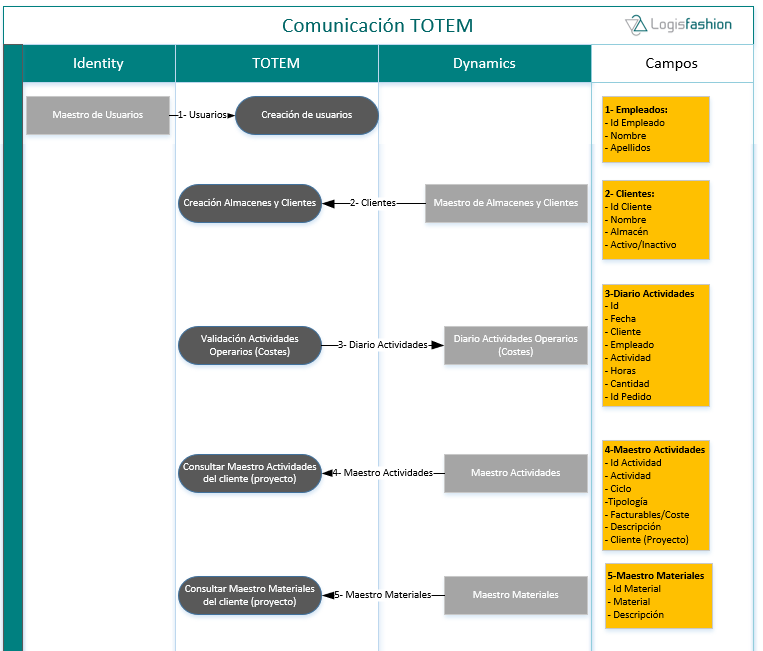 Comunicación TOTEM
Logisfashion
Identity
TOTEM
Dynamics
Campos
Maestro de Usuarios
1- Usuarios
Creación de usuarios
1- Empleados:
- Id Empleado
- Nombre
- Apellidos
Creación Almacenes y Clientes
2- Clientes
Maestro de Almacenes y Clientes
2- Clientes:
- Id Cliente
- Nombre
- Almacén
- Activo/Inactivo
Validación Actividades
Operarios (Costes)
3- Diario Actividades
Diario Actividades Operarios
(Costes)
3-Diario Actividades
- Id
- Fecha
- Cliente
- Empleado
- Actividad
- Horas
- Cantidad
- Id Pedido
Consultar Maestro Actividades
del cliente (proyecto)
4- Maestro Actividades
Maestro Actividades
4-Maestro Actividades
- Id Actividad
- Actividad
- Ciclo
-Tipología
- Facturables/Coste
- Descripción
- Cliente (Proyecto)
Consultar Maestro Materiales
del cliente (proyecto)
5- Maestro Materiales
Maestro Materiales
5-Maestro Materiales
- Id Material
- Material
- Descripción